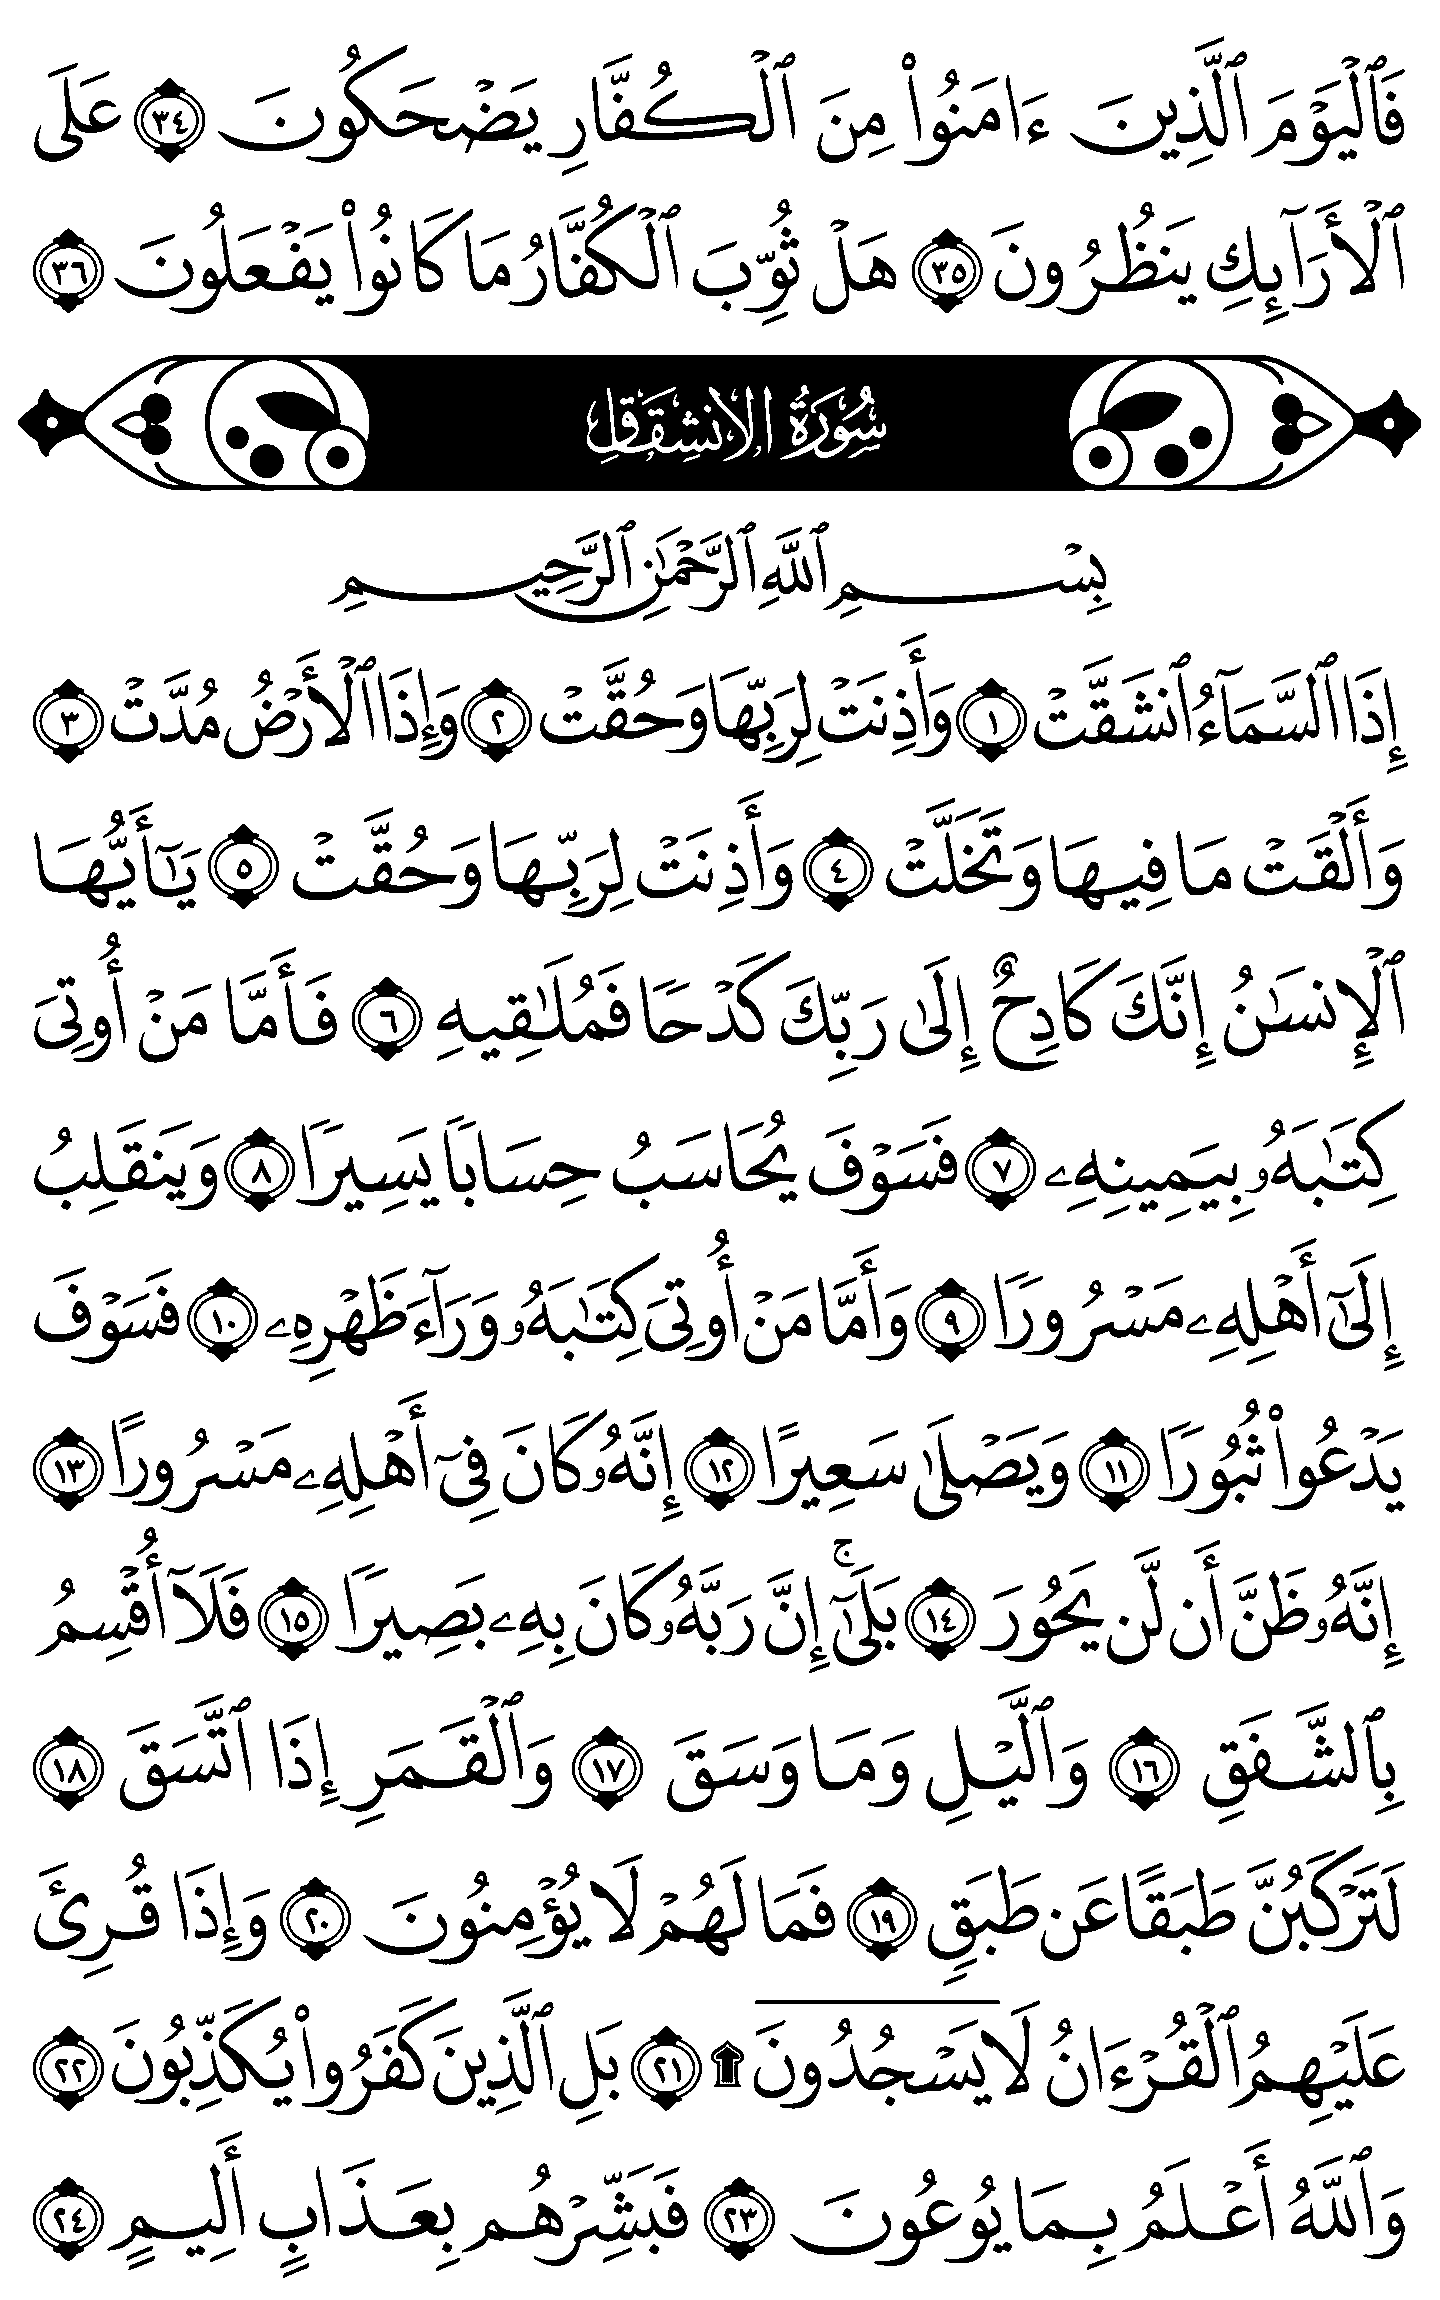 فَٱلۡيَوۡمَ ٱلَّذِينَ ءَامَنُواْ مِنَ ٱلۡكُفَّارِ يَضۡحَكُونَ ٣٤ عَلَى
ٱلۡأَرَآئِكِ يَنظُرُونَ ٣٥ هَلۡ ثُوِّبَ ٱلۡكُفَّارُ مَا كَانُواْ يَفۡعَلُونَ ٣٦
سُورَةُ الانشِقَاقِ
بِسۡمِ ٱللَّهِ ٱلرَّحۡمَٰنِ ٱلرَّحِيمِ
إِذَا ٱلسَّمَآءُ ٱنشَقَّتۡ ١ وَأَذِنَتۡ لِرَبِّهَا وَحُقَّتۡ ٢ وَإِذَا ٱلۡأَرۡضُ مُدَّتۡ ٣
وَأَلۡقَتۡ مَا فِيهَا وَتَخَلَّتۡ ٤ وَأَذِنَتۡ لِرَبِّهَا وَحُقَّتۡ ٥ يَٰٓأَيُّهَا
ٱلۡإِنسَٰنُ إِنَّكَ كَادِحٌ إِلَىٰ رَبِّكَ كَدۡحٗا فَمُلَٰقِيهِ ٦ فَأَمَّا مَنۡ أُوتِيَ
كِتَٰبَهُۥ بِيَمِينِهِۦ ٧ فَسَوۡفَ يُحَاسَبُ حِسَابٗا يَسِيرٗا ٨ وَيَنقَلِبُ
إِلَىٰٓ أَهۡلِهِۦ مَسۡرُورٗا ٩ وَأَمَّا مَنۡ أُوتِيَ كِتَٰبَهُۥ وَرَآءَ ظَهۡرِهِۦ ١٠ فَسَوۡفَ
يَدۡعُواْ ثُبُورٗا ١١ وَيَصۡلَىٰ سَعِيرًا ١٢ إِنَّهُۥ كَانَ فِيٓ أَهۡلِهِۦ مَسۡرُورًا ١٣
إِنَّهُۥ ظَنَّ أَن لَّن يَحُورَ ١٤ بَلَىٰٓۚ إِنَّ رَبَّهُۥ كَانَ بِهِۦ بَصِيرٗا ١٥ فَلَآ أُقۡسِمُ
بِٱلشَّفَقِ ١٦ وَٱلَّيۡلِ وَمَا وَسَقَ ١٧ وَٱلۡقَمَرِ إِذَا ٱتَّسَقَ ١٨
لَتَرۡكَبُنَّ طَبَقًا عَن طَبَقٖ ١٩ فَمَا لَهُمۡ لَا يُؤۡمِنُونَ ٢٠ وَإِذَا قُرِئَ
عَلَيۡهِمُ ٱلۡقُرۡءَانُ لَا يَسۡجُدُونَۤ ۩ ٢١ بَلِ ٱلَّذِينَ كَفَرُواْ يُكَذِّبُونَ ٢٢
وَٱللَّهُ أَعۡلَمُ بِمَا يُوعُونَ ٢٣ فَبَشِّرۡهُم بِعَذَابٍ أَلِيمٍ ٢٤